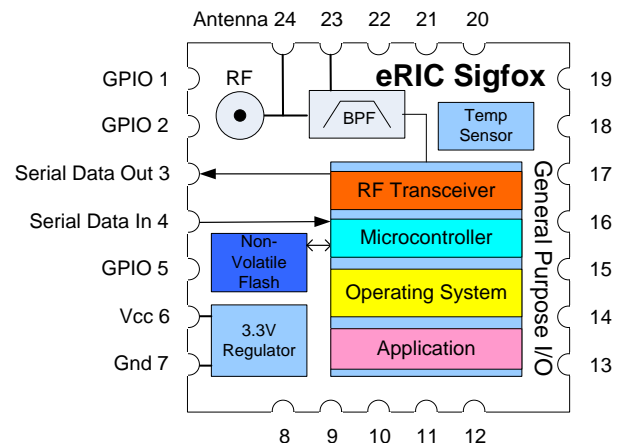 Antenna 24 23 22 21 20
eRIC Sigfox
GPIO 1
RF
19
BPF
Temp
Sensor
GPIO 2
18
Serial Data Out 3
17
RF Transceiver
General Purpose I/O
Serial Data In 4
16
Microcontroller
Non-
Volatile
Flash
GPIO 5
15
Operating System
Vcc 6
14
3.3V
Regulator
Application
Gnd 7
13
8 9 10 11 12